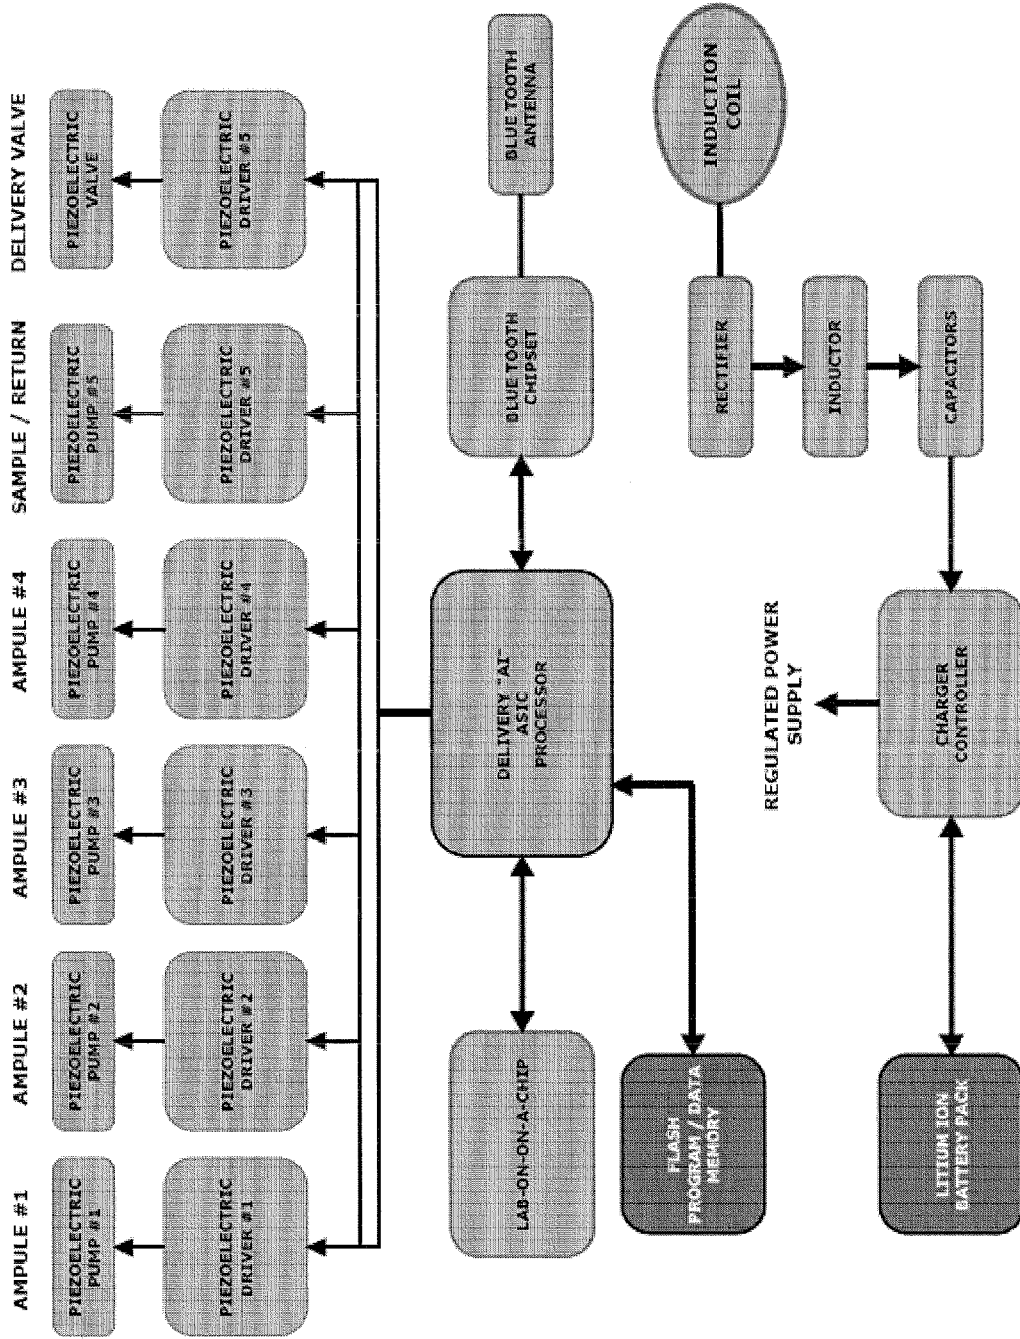 AMPULE #1
AMPULE #2
AMPULE #3
AMPULE #4
SAMPLE / RETURN
DELIVERY VALVE
PIEZOELECTRIC
PUMP #1
PIEZOELECTRIC
PUMP #2
PIEZOELECTRIC
PUMP #3
PIEZOELECTRIC
PUMP #4
PIEZOELECTRIC
PUMP #5
PIEZOELECTRIC
VALVE
PIEZOELECTRIC
DRIVER #1
PIEZOELECTRIC
DRIVER #2
PIEZOELECTRIC
DRIVER #3
PIEZOELECTRIC
DRIVER #4
PIEZOELECTRIC
DRIVER #5
PIEZOELECTRIC
DRIVER #5
LAB-ON-ON-A-CHIP
DELIVERY "AI"
ASIC
PROCESSOR
BLUE TOOTH
CHIPSET
BLUE TOOTH
ANTENNA
FLASH
PROGRAM / DATA
MEMORY
RECTIFIER
INDUCTION
COIL
REGULATED POWER
SUPPLY
INDUCTOR
LITIUM ION
BATTERY PACK
CHARGER
CONTROLLER
CAPACITORS